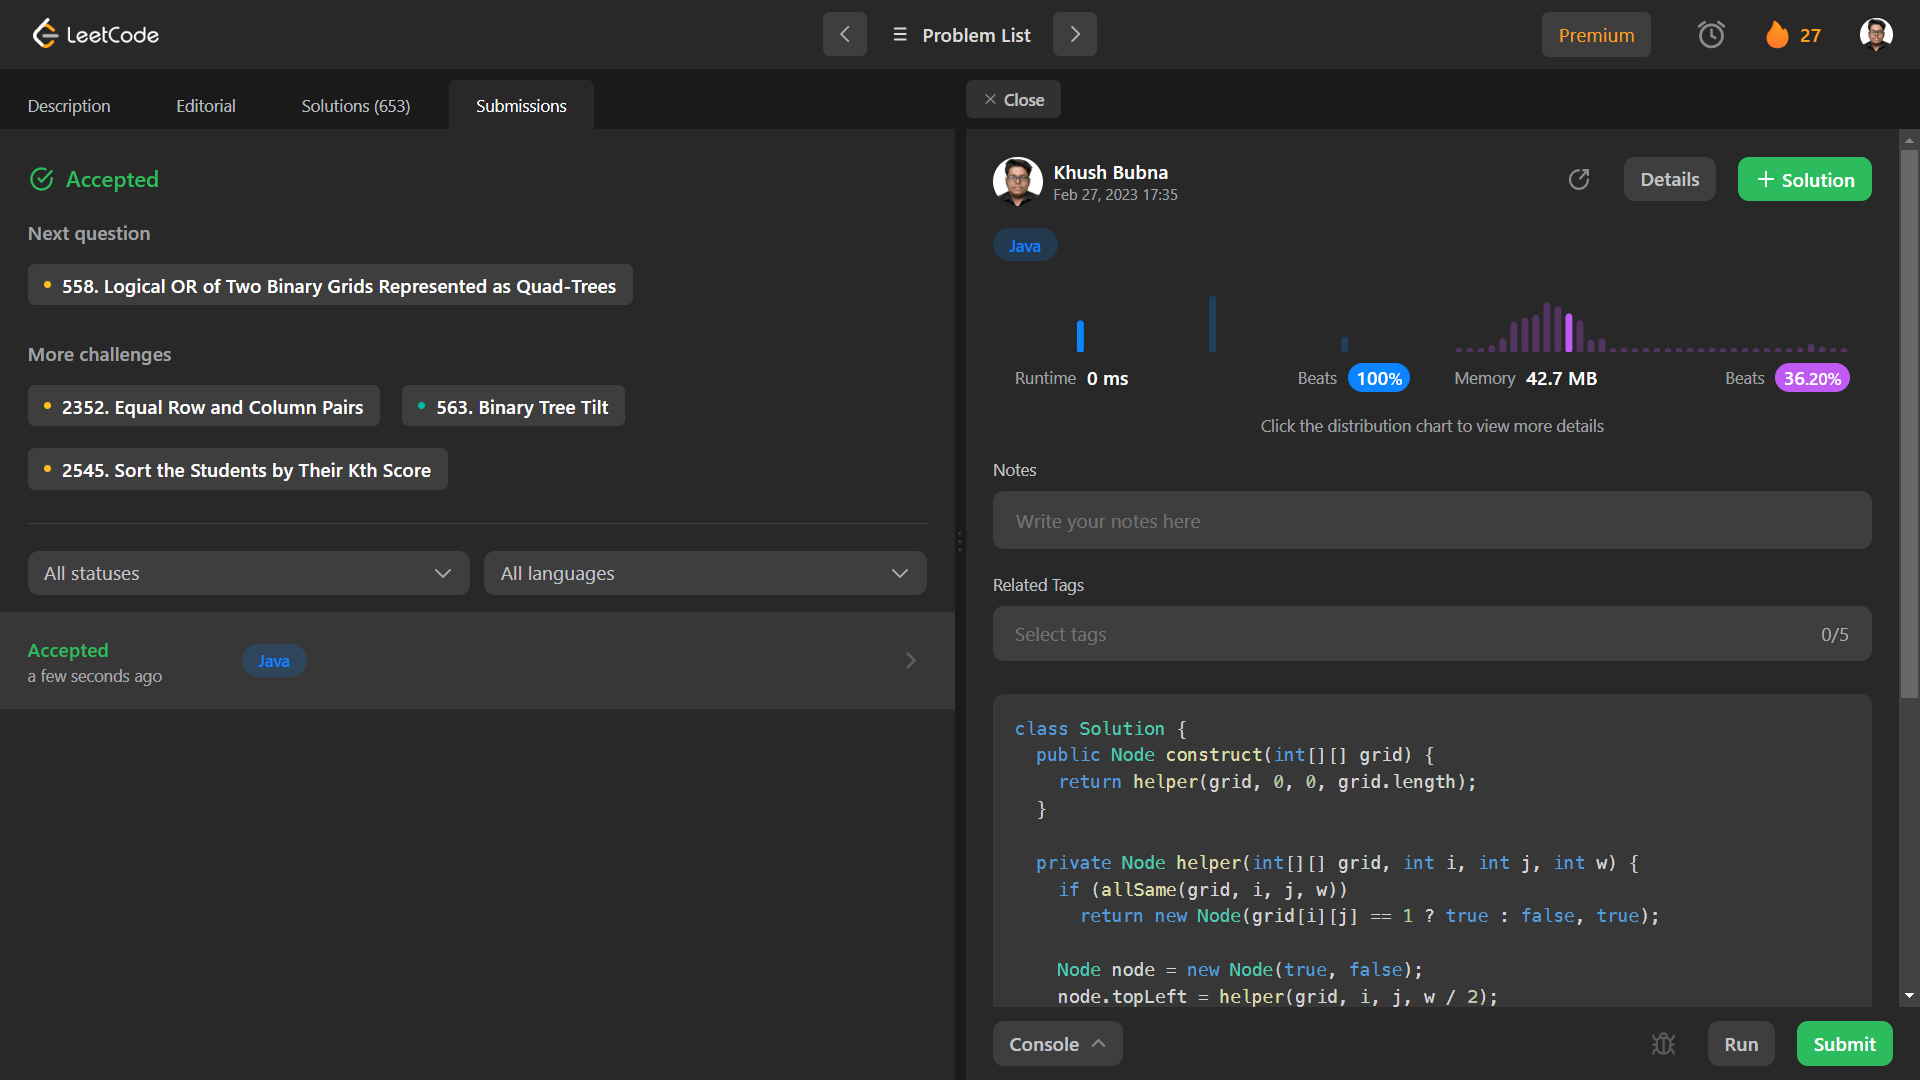 LeetCode
Problem List
Premium
27
Description
Editorial
Solutions (653)
Submissions
Accepted
Next question
558. Logical OR of Two Binary Grids Represented as Quad-Trees
More challenges
2352. Equal Row and Column Pairs
563. Binary Tree Tilt
2545. Sort the Students by Their Kth Score
All statuses
All languages
Accepted
a few seconds ago
Java
Close
Khush Bubna
Feb 27, 2023 17:35
Details
+ Solution
Java
Runtime 0 ms
Beats 100%
Memory 42.7 MB
Beats 36.20%
Click the distribution chart to view more details
Notes
Write your notes here
Related Tags
Select tags
0/5
class Solution {
  public Node construct(int[][] grid) {
    return helper(grid, 0, 0, grid.length);
  }
  private Node helper(int[][] grid, int i, int j, int w) {
    if (allSame(grid, i, j, w))
      return new Node(grid[i][j] == 1 ? true : false, true);
    Node node = new Node(true, false);
    node.topLeft = helper(grid, i, j, w / 2);
Console
Run
Submit